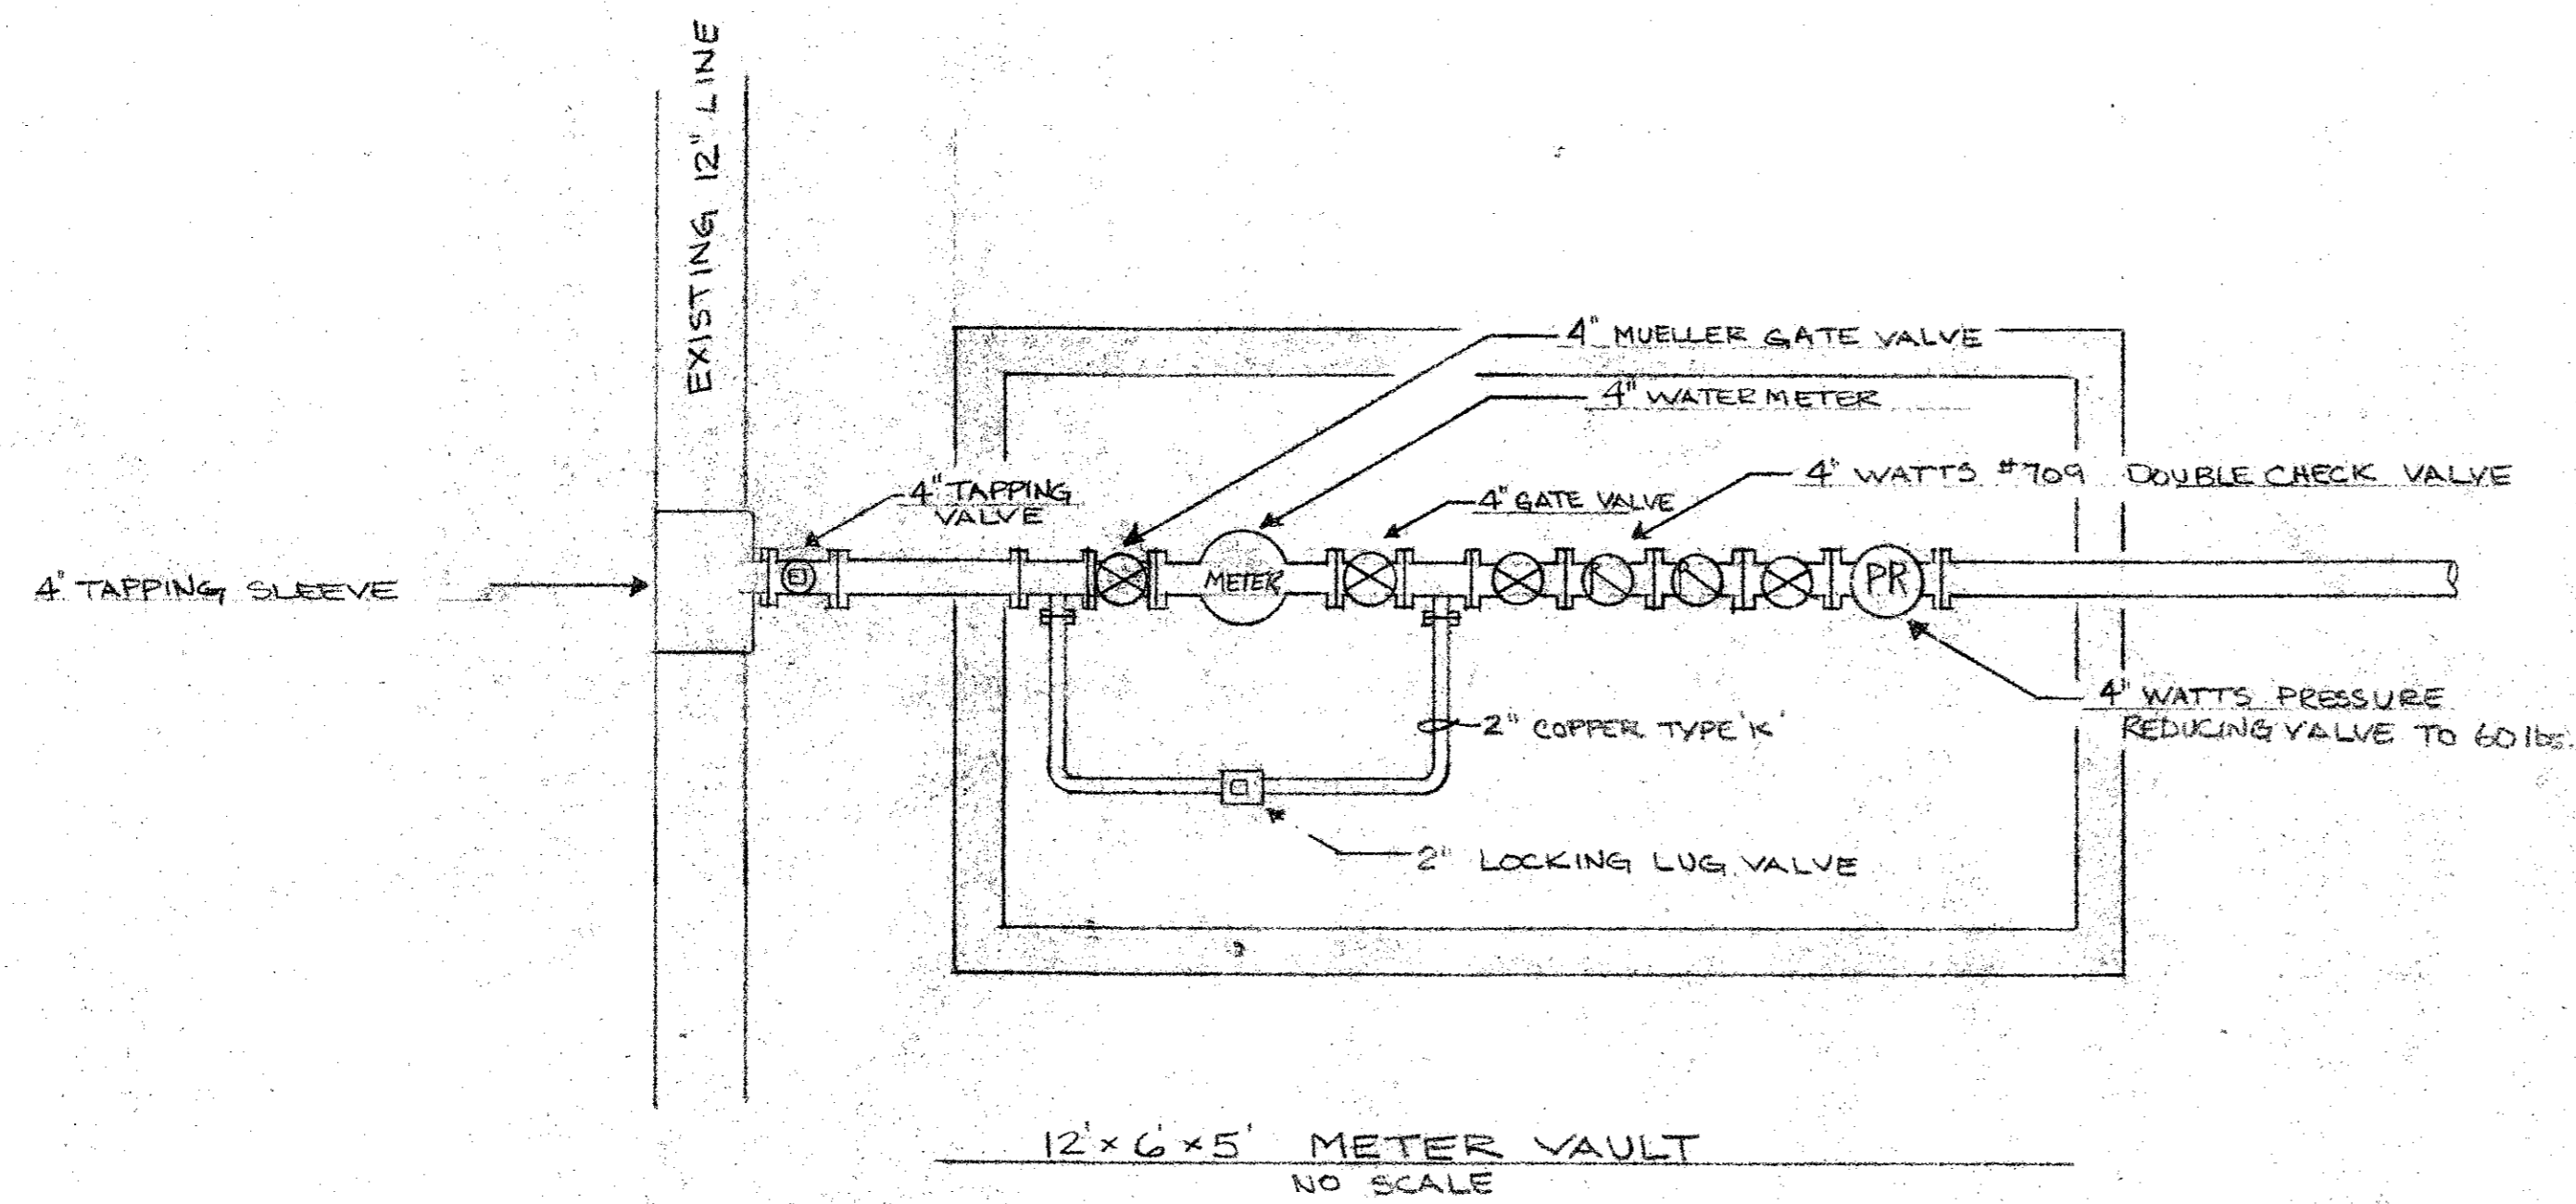 EXISTING 12" LINE
4" MUELLER GATE VALVE
4" WATER METER
4" WATTS #709 DOUBLE CHECK VALVE
4" TAPPING
VALVE
4" GATE VALVE
4" TAPPING SLEEVE
METER
PR
4" WATTS PRESSURE
REDUCING VALVE TO 60 lbs.
2" COPPER TYPE 'K'
2" LOCKING LUG VALVE
12' x 6' x 5' METER VAULT
NO SCALE